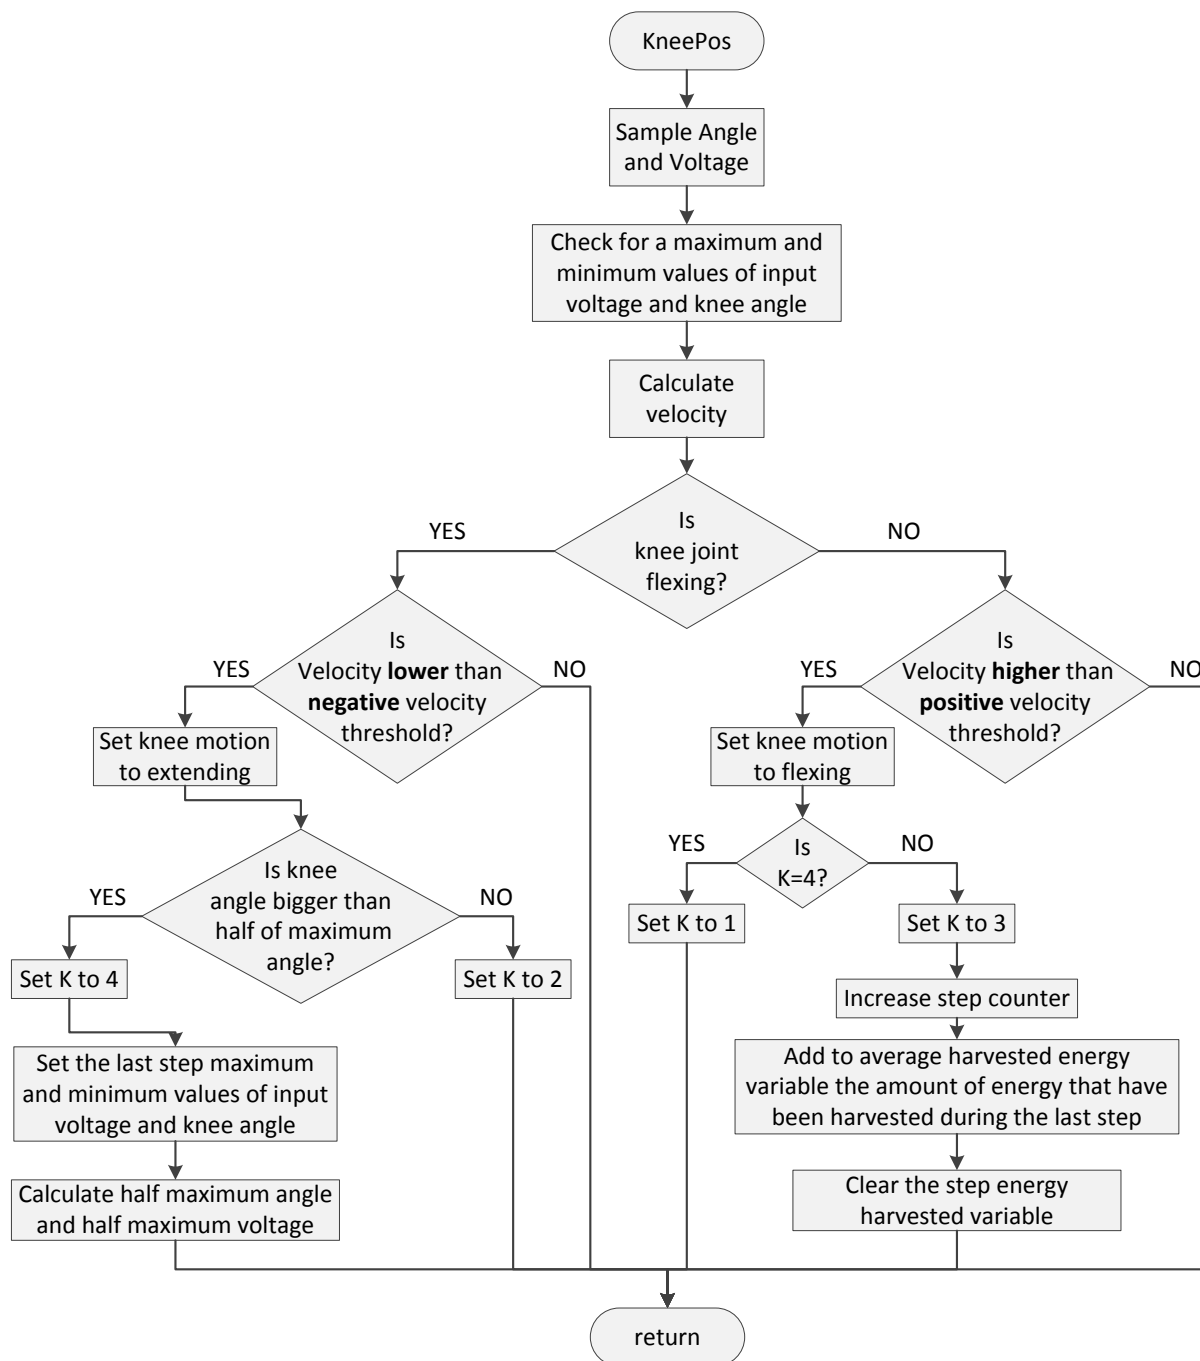 KneePos
Sample Angle
and Voltage
Check for a maximum and
minimum values of input
voltage and knee angle
Calculate
velocity
Is
knee joint
flexing?
YES
NO
Is
Velocity lower than
negative velocity
threshold?
YES
NO
Set knee motion
to extending
Is knee
angle bigger than
half of maximum
angle?
YES
NO
Set K to 4
Set K to 2
Set the last step maximum
and minimum values of input
voltage and knee angle
Calculate half maximum angle
and half maximum voltage
Is
Velocity higher than
positive velocity
threshold?
YES
NO
Set knee motion
to flexing
Is
K=4?
YES
NO
Set K to 1
Set K to 3
Increase step counter
Add to average harvested energy
variable the amount of energy that have
been harvested during the last step
Clear the step energy
harvested variable
return